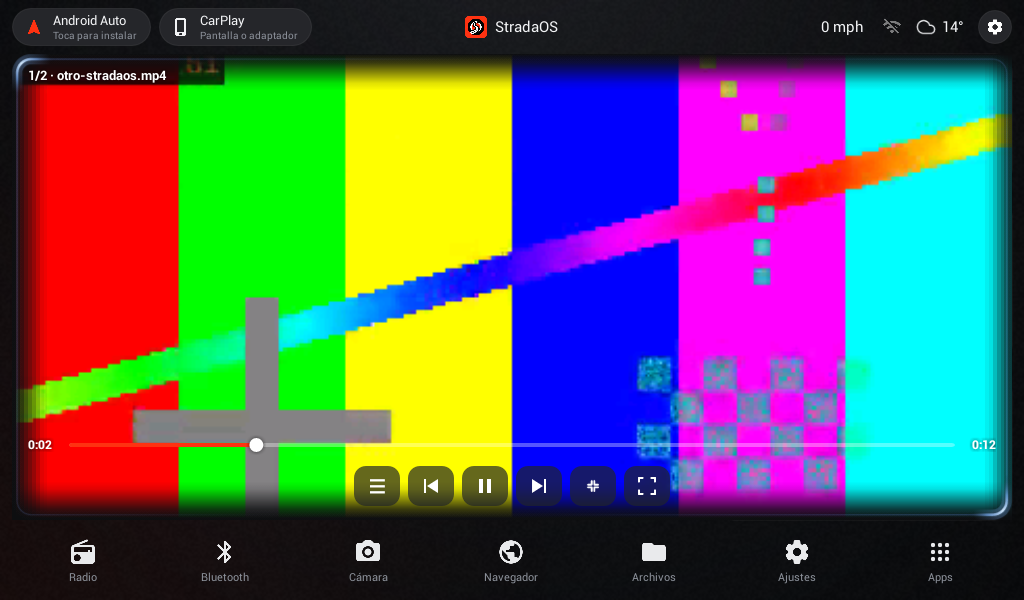 Android Auto
Toca para instalar
CarPlay
Pantalla o adaptador
StradaOS
0 mph
14°
1/2 · otro-stradaos.mp4
0:02
0:12
Radio
Bluetooth
Cámara
Navegador
Archivos
Ajustes
Apps